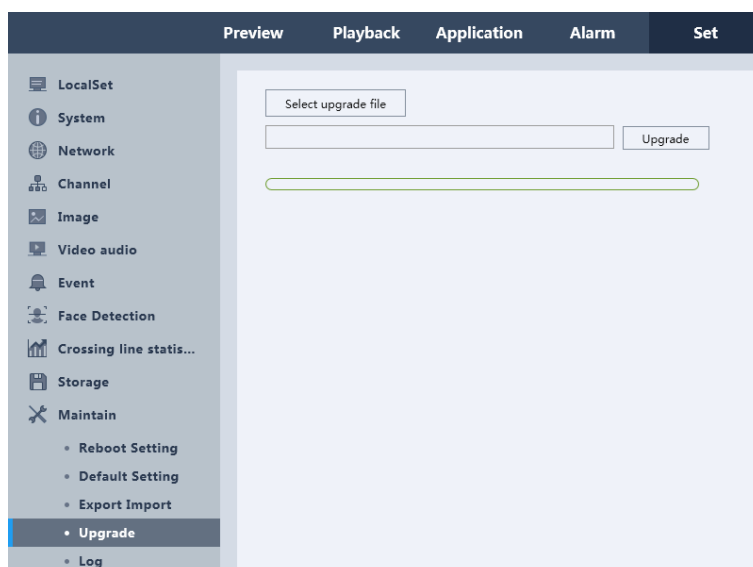 Preview Playback Application Alarm Set
LocalSet
System
Network
Channel
Image
Video audio
Event
Face Detection
Crossing line statis...
Storage
Maintain
Reboot Setting
Default Setting
Export Import
Upgrade
Log
Select upgrade file
Upgrade